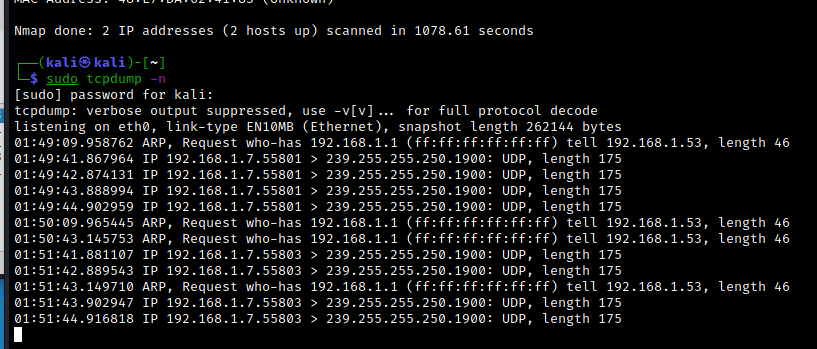 Nmap done: 2 IP addresses (2 hosts up) scanned in 1078.61 seconds
┌──(kali㉿kali)-[~]
└─$ sudo tcpdump -n
[sudo] password for kali:
tcpdump: verbose output suppressed, use -v[v]... for full protocol decode
listening on eth0, link-type EN10MB (Ethernet), snapshot length 262144 bytes
01:49:09.958762 ARP, Request who-has 192.168.1.1 (ff:ff:ff:ff:ff:ff) tell 192.168.1.53, length 46
01:49:41.867964 IP 192.168.1.7.55801 > 239.255.255.250.1900: UDP, length 175
01:49:42.874131 IP 192.168.1.7.55801 > 239.255.255.250.1900: UDP, length 175
01:49:43.888994 IP 192.168.1.7.55801 > 239.255.255.250.1900: UDP, length 175
01:49:44.902959 IP 192.168.1.7.55801 > 239.255.255.250.1900: UDP, length 175
01:50:09.965445 ARP, Request who-has 192.168.1.1 (ff:ff:ff:ff:ff:ff) tell 192.168.1.53, length 46
01:50:43.145753 ARP, Request who-has 192.168.1.1 (ff:ff:ff:ff:ff:ff) tell 192.168.1.53, length 46
01:51:41.881107 IP 192.168.1.7.55803 > 239.255.255.250.1900: UDP, length 175
01:51:42.889543 IP 192.168.1.7.55803 > 239.255.255.250.1900: UDP, length 175
01:51:43.149710 ARP, Request who-has 192.168.1.1 (ff:ff:ff:ff:ff:ff) tell 192.168.1.53, length 46
01:51:43.902947 IP 192.168.1.7.55803 > 239.255.255.250.1900: UDP, length 175
01:51:44.916818 IP 192.168.1.7.55803 > 239.255.255.250.1900: UDP, length 175